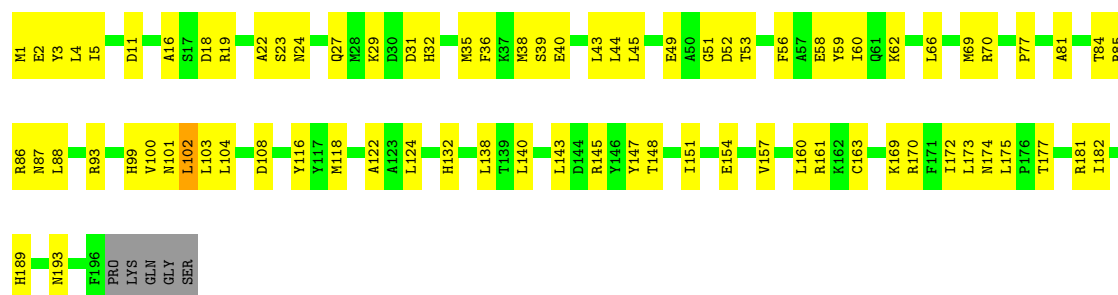 M1 E2 Y3 L4 I5 D11 A16 S17 D18 R19 A22 S23 N24 Q27 M28 K29 D30 D31 H32 M35 F36 K37 M38 S39 E40 L43 L44 L45 E49 A50 G51 D52 T53 F56 A57 E58 Y59 I60 Q61 K62 L66 M69 R70 P77 A81 T84 R85
R86 N87 L88 R93 H99 V100 N101 L102 L103 L104 D108 Y116 Y117 M118 A122 A123 L124 H132 L138 T139 L140 L143 D144 R145 Y146 Y147 T148 I151 E154 V157 L160 R161 K162 C163 K169 R170 F171 I172 L173 N174 L175 P176 T177 R181 I182
H189 N193 F196 PRO LYS GLN GLY SER